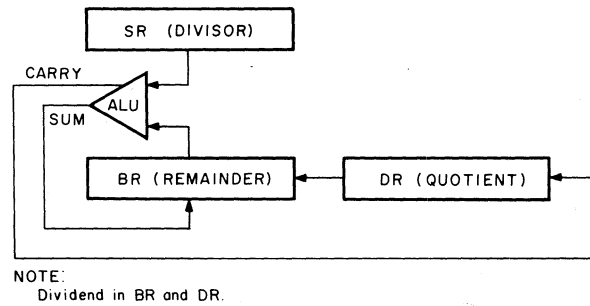 SR (DIVISOR)
CARRY
ALU
SUM
BR (REMAINDER)
DR (QUOTIENT)
NOTE:
Dividend in BR and DR.